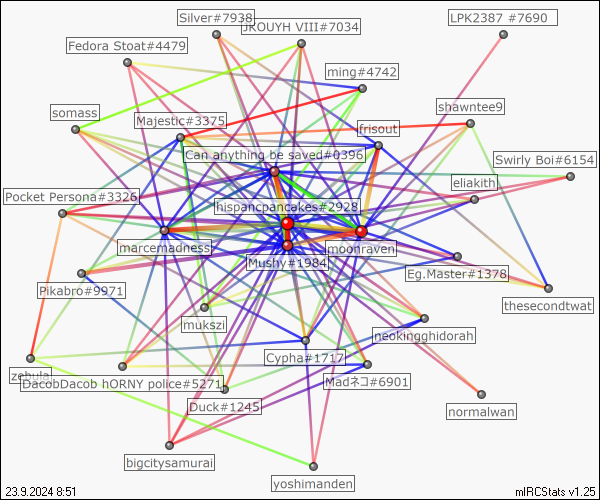 Silver#7938
JKOUYH VIII#7034
LPK2387 #7690
Fedora Stoat#4479
ming#4742
somass
Majestic#3375
shawntee9
frisout
Can anything be saved#0396
Swirly Boi#6154
eliakith
Pocket Persona#3326
hispancpancakes#2928
marcemadness
moonraven
Mushy#1984
Eg.Master#1378
Pikabro#9971
thesecondtwat
mukszi
neokingghidorah
Cypha#1717
zebula
DacobDacob hORNY police#5271
Madネコ#6901
Duck#1245
normalwan
bigcitysamurai
yoshimanden
23.9.2024 8:51
mIRCStats v1.25